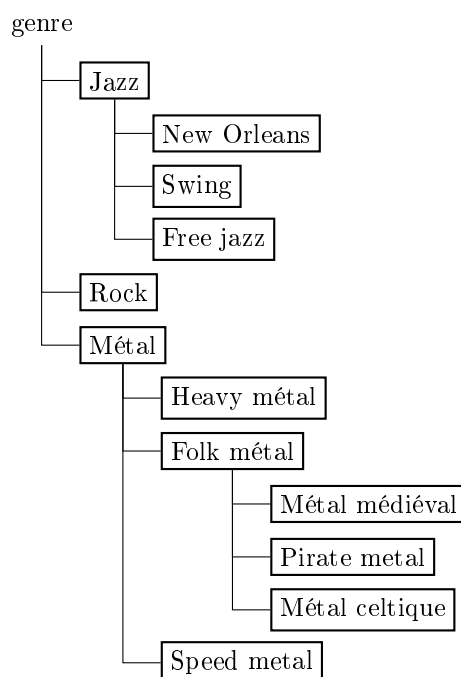 genre
Jazz
New Orleans
Swing
Free jazz
Rock
Métal
Heavy métal
Folk métal
Métal médiéval
Pirate metal
Métal celtique
Speed metal